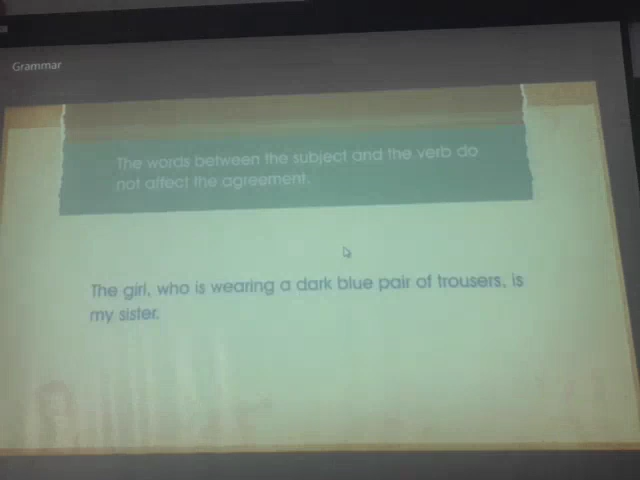 Grammar
The words between the subject and the verb do
not affect the agreement.
The girl, who is wearing a dark blue pair of trousers, is
my sister.